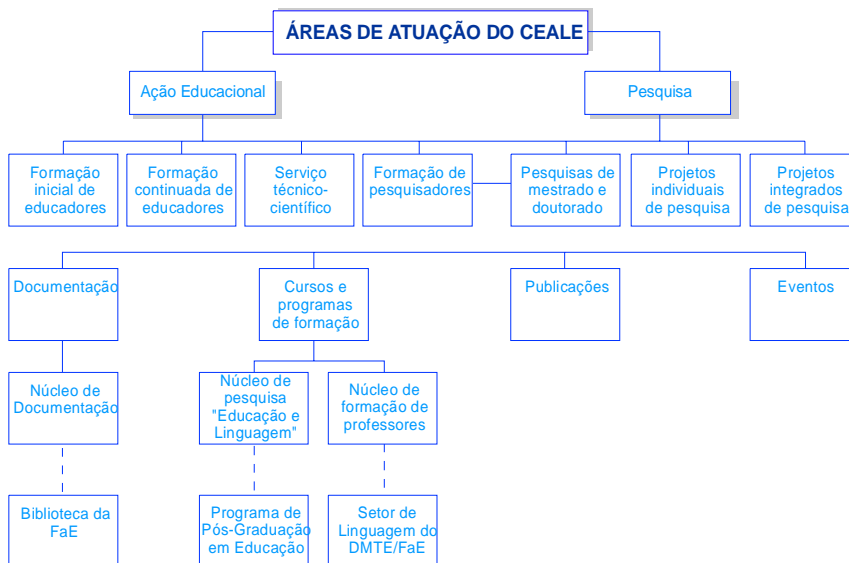 ÁREAS DE ATUAÇÃO DO CEALE
Ação Educacional
Pesquisa
Formação
inicial de
educadores
Formação
continuada de
educadores
Serviço
técnico-
científico
Formação de
pesquisadores
Pesquisas de
mestrado e
doutorado
Projetos
individuais
de pesquisa
Projetos
integrados
de pesquisa
Documentação
Cursos e
programas
de formação
Publicações
Eventos
Núcleo de
Documentação
Núcleo de
pesquisa
"Educação e
Linguagem"
Núcleo de
formação de
professores
Biblioteca da
FaE
Programa de
Pós-Graduação
em Educação
Setor de
Linguagem do
DMTE/FaE